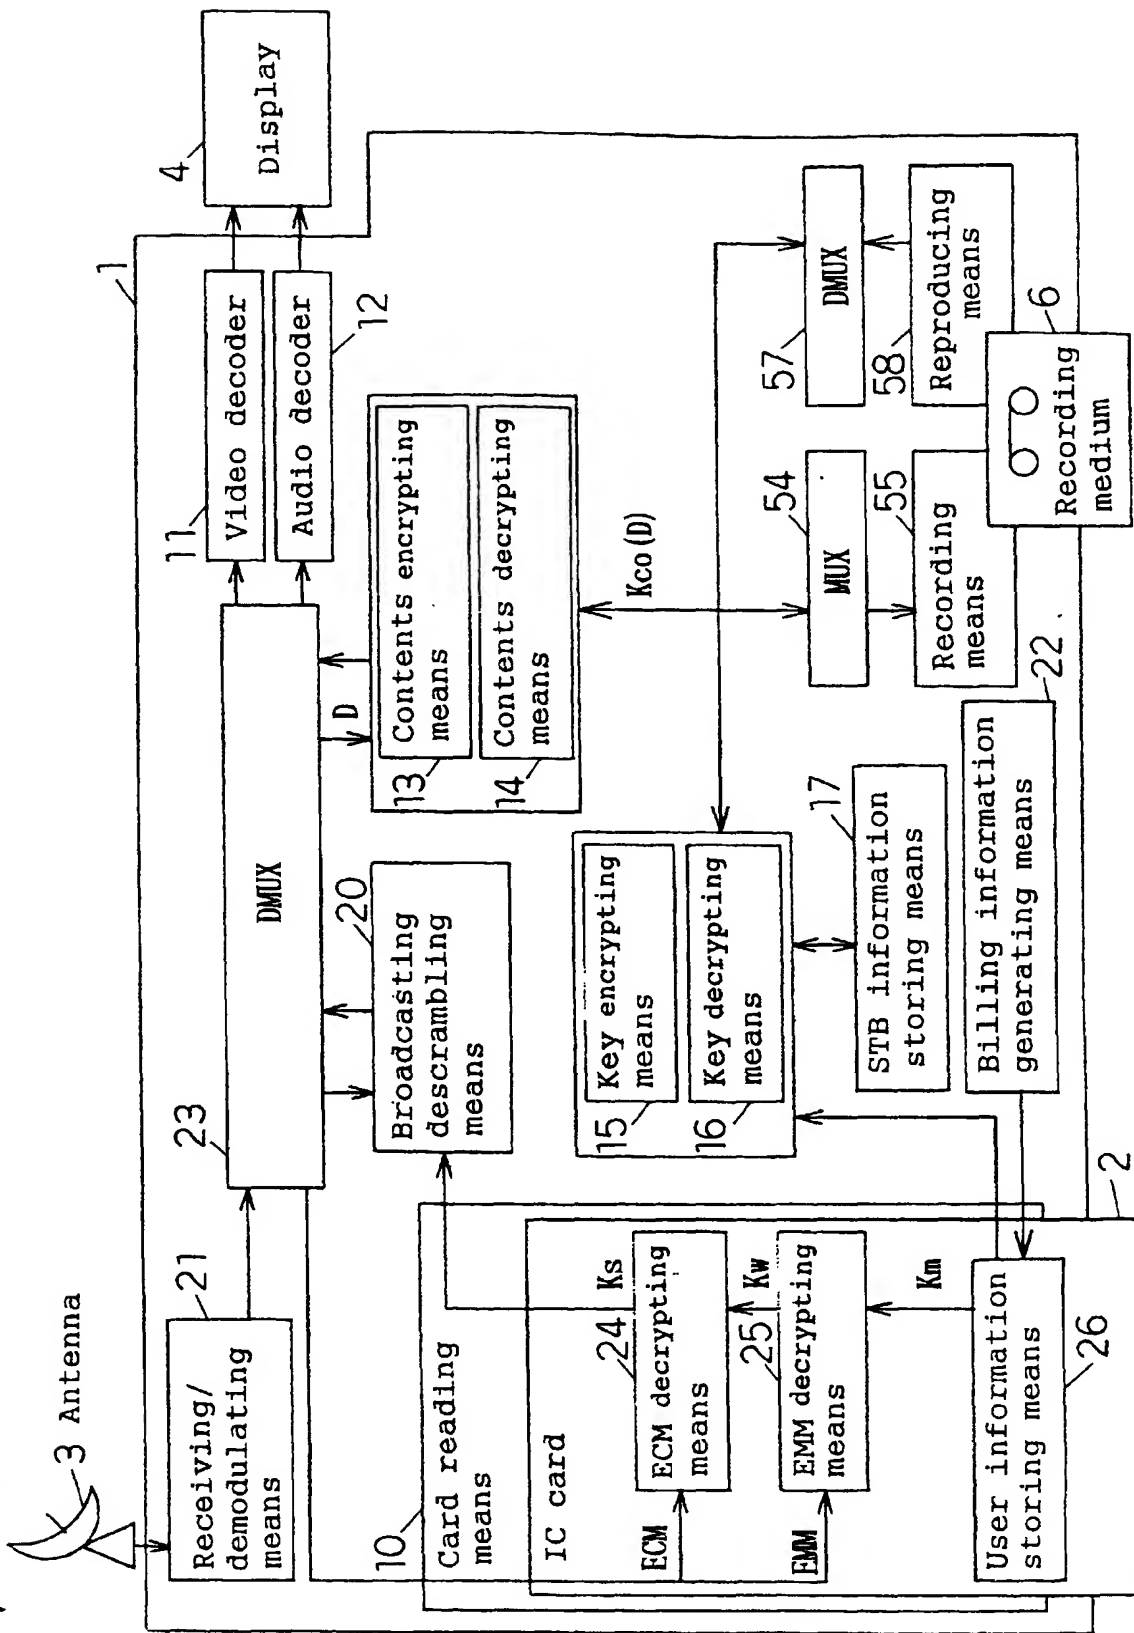 3 Antenna
21
Receiving/
demodulating
means
23
DMUX
11
Video decoder
Audio decoder
12
1
4
Display
D
20
Broadcasting
descrambling
means
Contents encrypting
means
13
Contents decrypting
means
14
Kco(D)
10
Card reading
means
IC card
ECM
EMM
Ks
24
ECM decrypting
means
Kw
25
EMM decrypting
means
Km
User information
storing means
26
2
Key encrypting
means
15
Key decrypting
means
16
17
STB information
storing means
Billing information
generating means
22
54
MUX
55
Recording
means
57
DMUX
58
Reproducing
means
6
Recording
medium